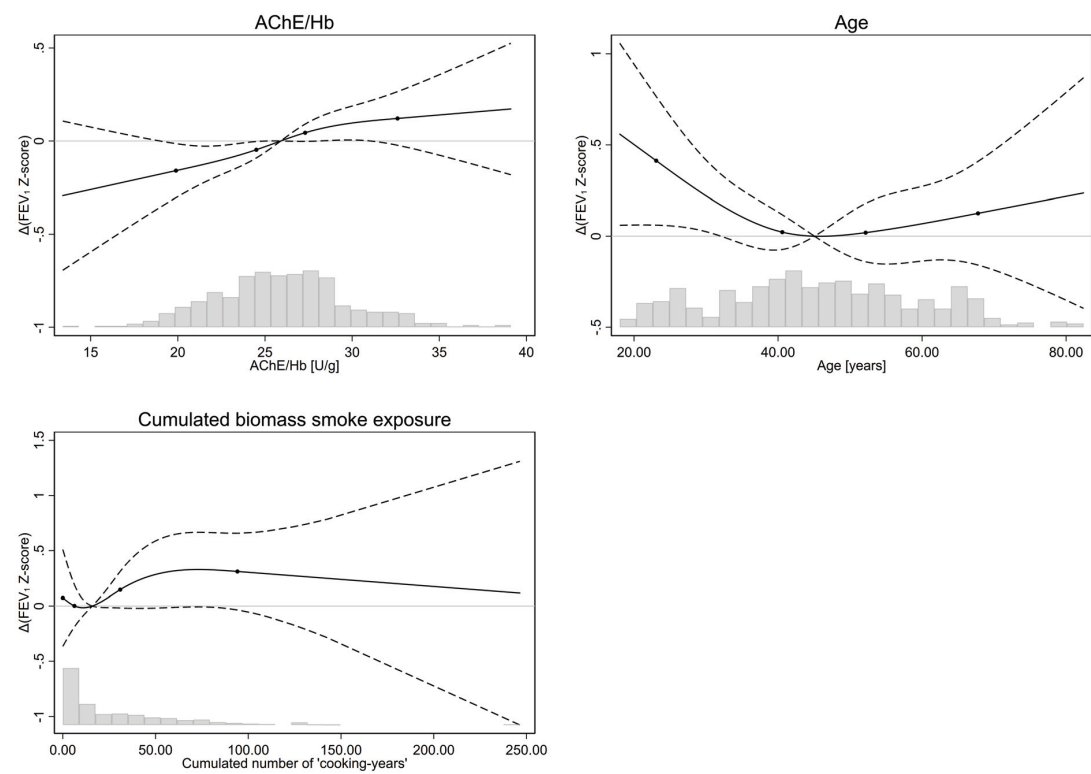 AChE/Hb
Δ(FEV₁ Z-score)
.5
0
-.5
-1
15 20 25 30 35 40
AChE/Hb [U/g]
Age
Δ(FEV₁ Z-score)
1
.5
0
-.5
20.00 40.00 60.00 80.00
Age [years]
Cumulated biomass smoke exposure
Δ(FEV₁ Z-score)
1.5
1
.5
0
-.5
-1
0.00 50.00 100.00 150.00 200.00 250.00
Cumulated number of 'cooking-years'